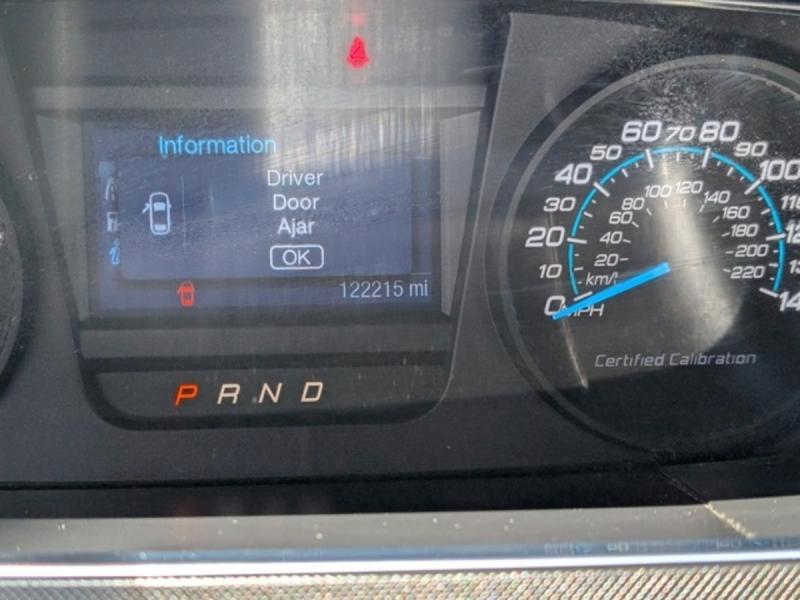 Information
Driver
Door
Ajar
OK
122215 mi
P R N D
0 10 20 30 40 50 60 70 80 90 100
MPH
20 40 60 80 100 120 140 160 180 200 220
km/
Certified Calibration